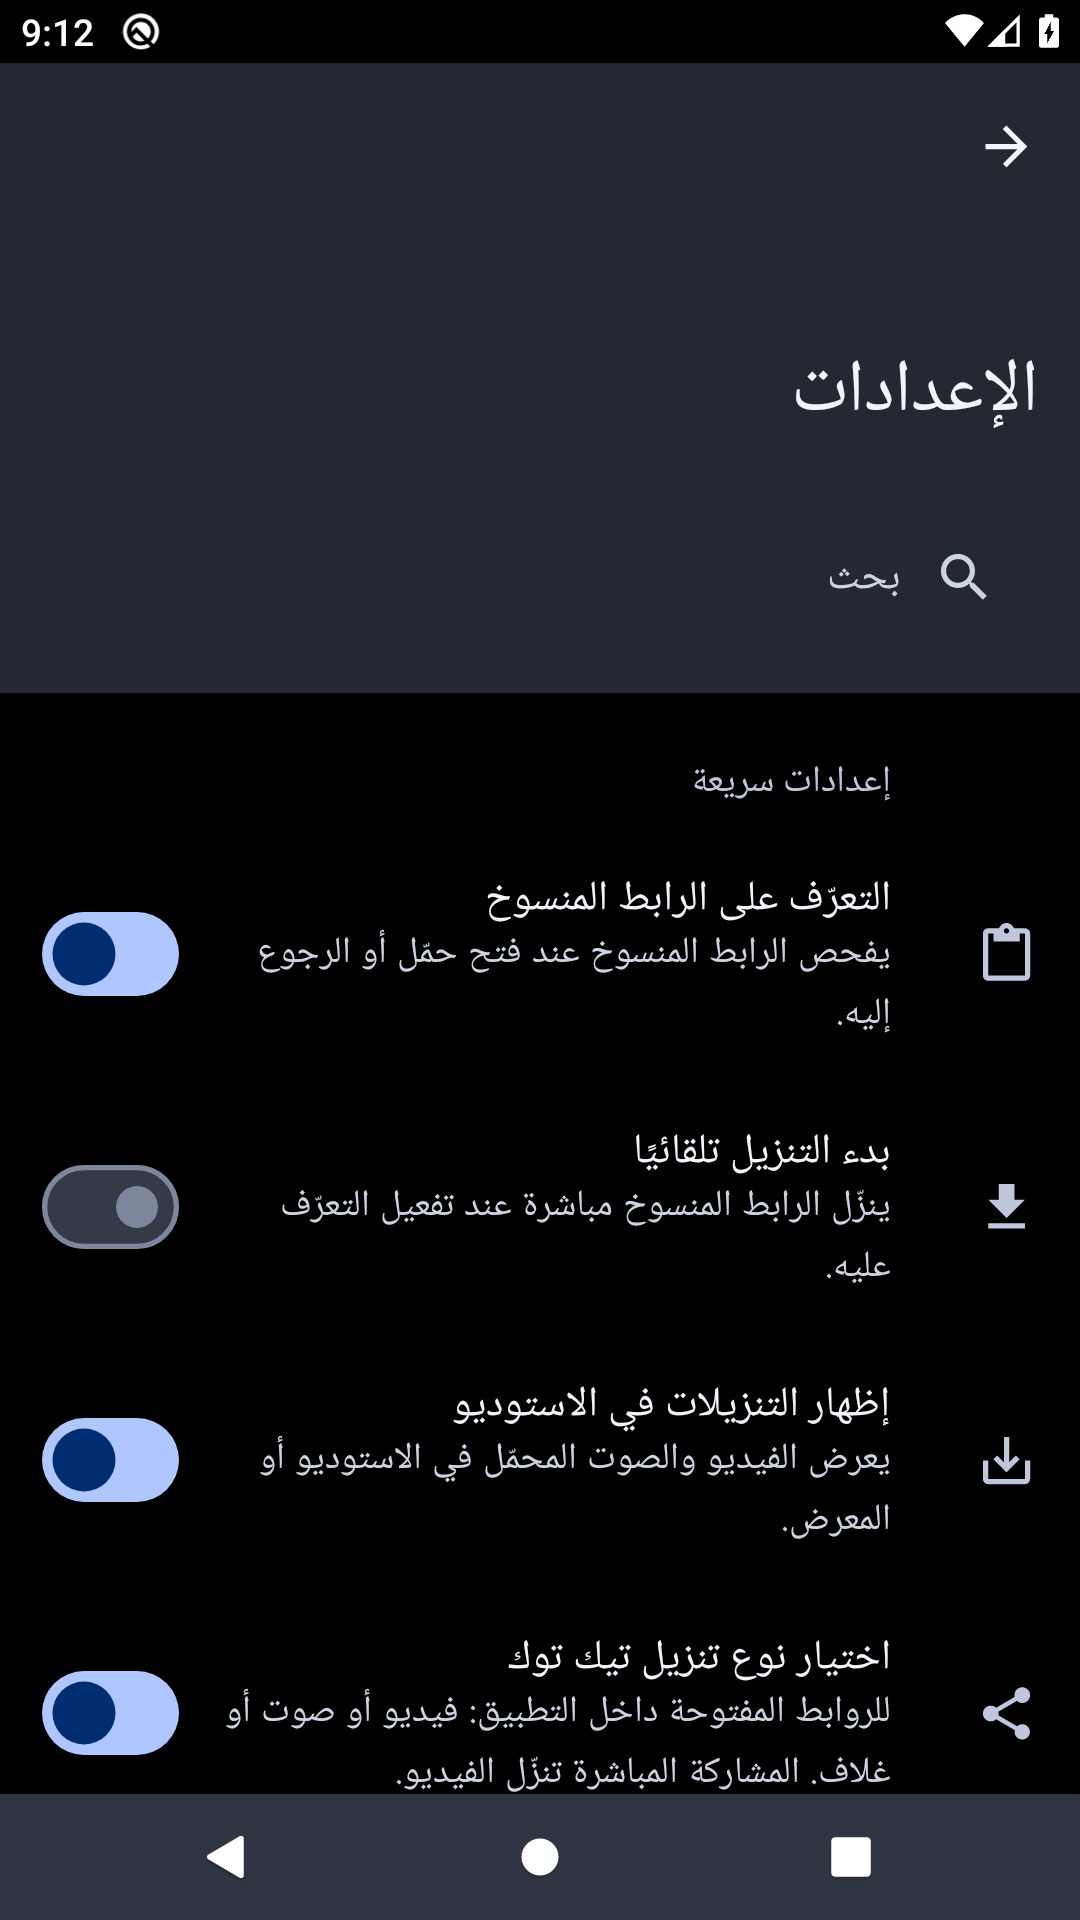 9:12
الإعدادات
بحث
إعدادات سريعة
التعرّف على الرابط المنسوخ
يفحص الرابط المنسوخ عند فتح حمّل أو الرجوع
إليه.
بدء التنزيل تلقائيًا
ينزّل الرابط المنسوخ مباشرة عند تفعيل التعرّف
عليه.
إظهار التنزيلات في الاستوديو
يعرض الفيديو والصوت المحمّل في الاستوديو أو
المعرض.
اختيار نوع تنزيل تيك توك
للروابط المفتوحة داخل التطبيق: فيديو أو صوت أو
غلاف. المشاركة المباشرة تنزّل الفيديو.